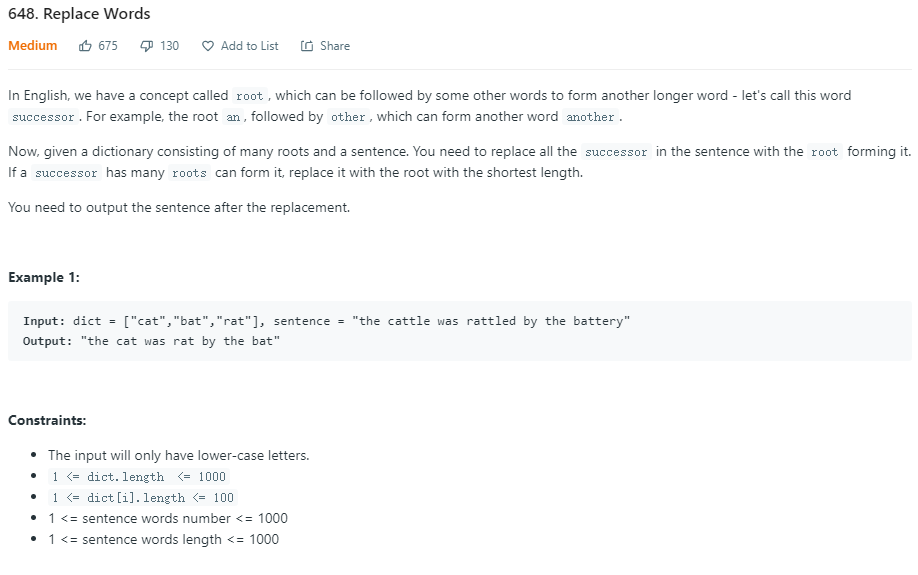 648. Replace Words
Medium 675 130 Add to List Share
In English, we have a concept called root , which can be followed by some other words to form another longer word - let's call this word
successor . For example, the root an , followed by other , which can form another word another .
Now, given a dictionary consisting of many roots and a sentence. You need to replace all the successor in the sentence with the root forming it.
If a successor has many roots can form it, replace it with the root with the shortest length.
You need to output the sentence after the replacement.
Example 1:
Input: dict = ["cat","bat","rat"], sentence = "the cattle was rattled by the battery"
Output: "the cat was rat by the bat"
Constraints:
• The input will only have lower-case letters.
• 1 <= dict.length <= 1000
• 1 <= dict[i].length <= 100
• 1 <= sentence words number <= 1000
• 1 <= sentence words length <= 1000